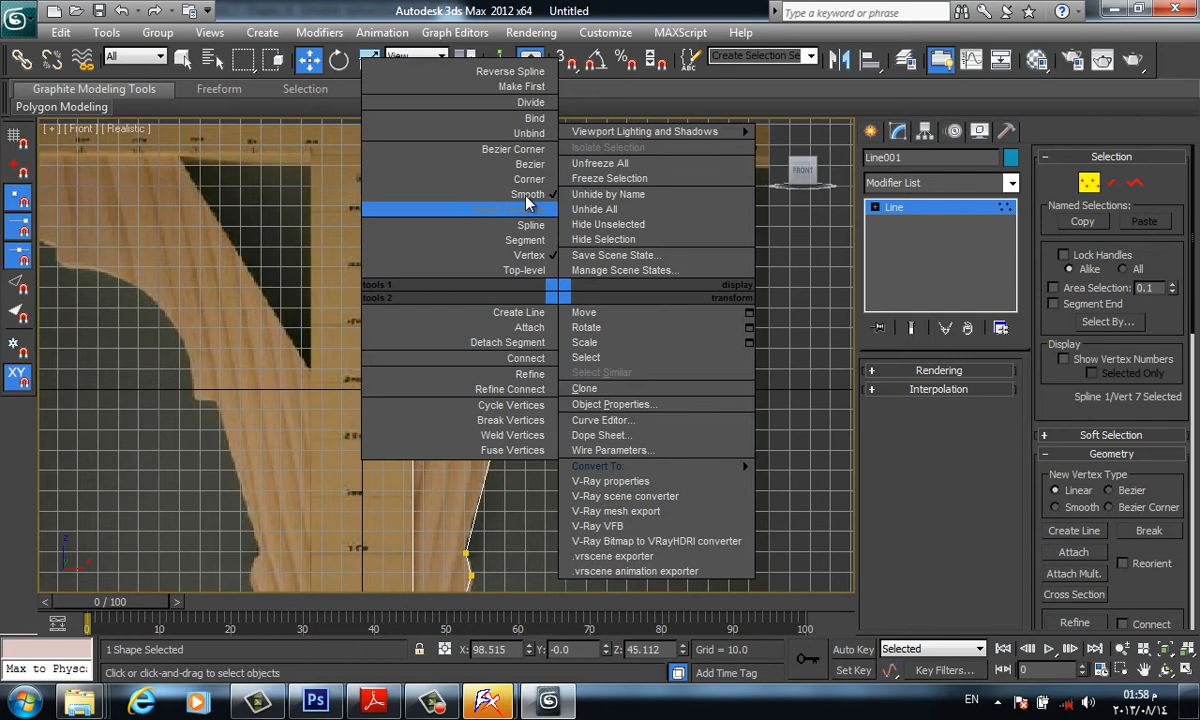 Autodesk 3ds Max 2012 x64 Untitled
Type a keyword or phrase
Edit Tools Group Views Create Modifiers Animation Graph Editors Rendering Customize MAXScript Help
All
View
Create Selection Se
Graphite Modeling Tools Freeform Selection
Polygon Modeling
[ + ] [ Front ] [ Realistic ]
Reverse Spline
Make First
Divide
Bind
Unbind
Bezier Corner
Bezier
Corner
Smooth
Spline
Segment
Vertex
Top-level
tools 1
tools 2
Create Line
Attach
Detach Segment
Connect
Refine
Refine Connect
Cycle Vertices
Break Vertices
Weld Vertices
Fuse Vertices
Viewport Lighting and Shadows
Isolate Selection
Unfreeze All
Freeze Selection
Unhide by Name
Unhide All
Hide Unselected
Hide Selection
Save Scene State...
Manage Scene States...
display
transform
Move
Rotate
Scale
Select
Select Similar
Clone
Object Properties...
Curve Editor...
Dope Sheet...
Wire Parameters...
Convert To:
V-Ray properties
V-Ray scene converter
V-Ray mesh export
V-Ray VFB
V-Ray Bitmap to VRayHDRI converter
.vrscene exporter
.vrscene animation exporter
FRONT
Line001
Modifier List
Line
Rendering
Interpolation
Selection
Named Selections:
Copy Paste
Lock Handles
Alike All
Area Selection: 0.1
Segment End
Select By...
Display
Show Vertex Numbers
Selected Only
Spline 1/Vert 7 Selected
Soft Selection
Geometry
New Vertex Type
Linear Bezier
Smooth Bezier Corner
Create Line Break
Attach Reorient
Attach Mult.
Cross Section
Refine Connect
XY
z
x
0 / 100
10 20 30 40 50 60 70 80 90 100
1 Shape Selected X: 98.515 Y: -0.0 Z: 45.112 Grid = 10.0 Auto Key Selected
Max to Physc Click or click-and-drag to select objects Add Time Tag Set Key Key Filters... 0
EN
01:58 م
٢٠١٣/٠٨/١٤